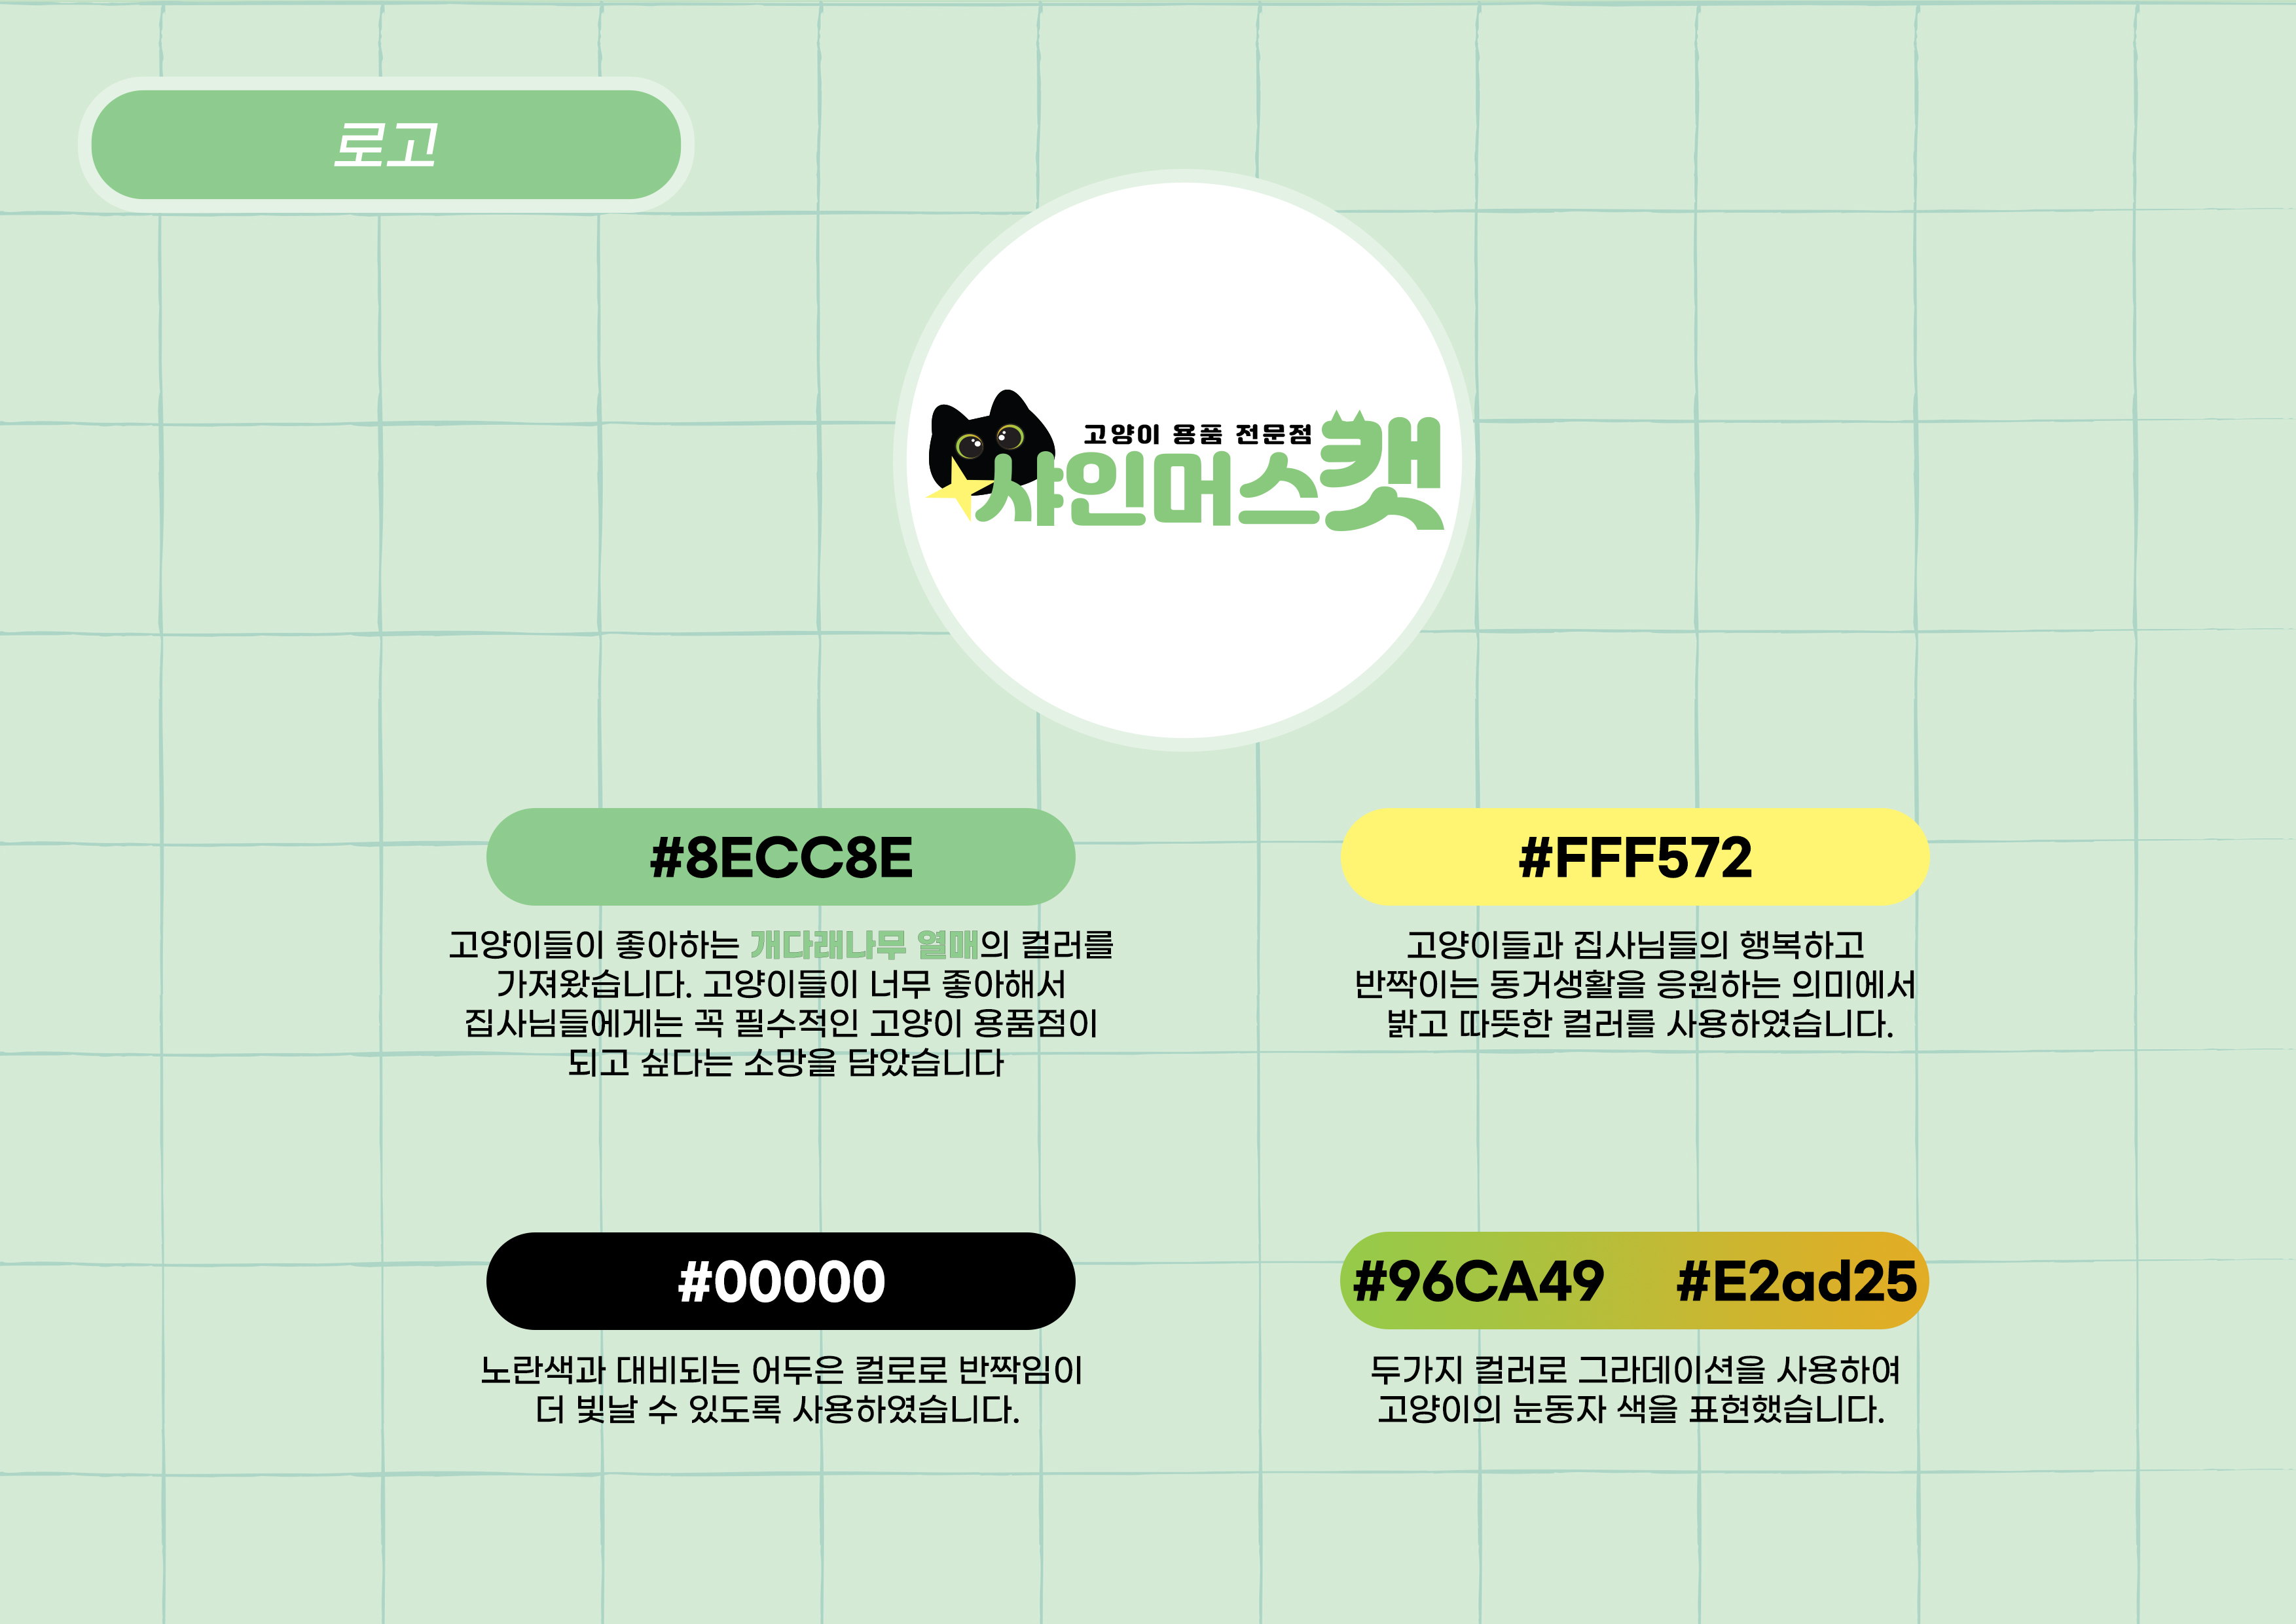 로고
고양이 용품 전문점
샤인머스캣
#8ECC8E
고양이들이 좋아하는 개다래나무 열매의 컬러를
가져왔습니다. 고양이들이 너무 좋아해서
집사님들에게는 꼭 필수적인 고양이 용품점이
되고 싶다는 소망을 담았습니다
#FFF572
고양이들과 집사님들의 행복하고
반짝이는 동거생활을 응원하는 의미에서
밝고 따뜻한 컬러를 사용하였습니다.
#00000
노란색과 대비되는 어두은 컬로로 반짝임이
더 빛날 수 있도록 사용하였습니다.
#96CA49 #E2ad25
두가지 컬러로 그라데이션을 사용하여
고양이의 눈동자 색을 표현했습니다.